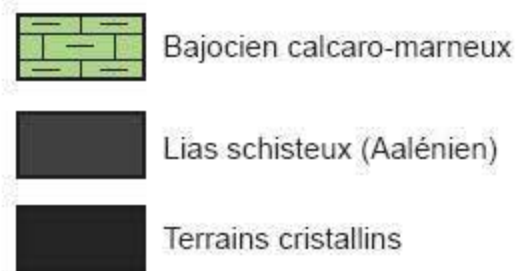 Bajocien calcaro-marneux
Lias schisteux (Aalénien)
Terrains cristallins